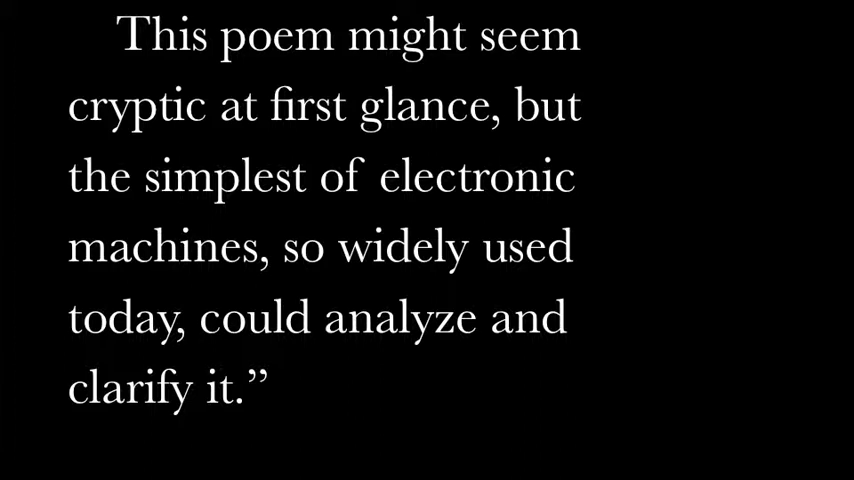 This poem might seem
cryptic at first glance, but
the simplest of electronic
machines, so widely used
today, could analyze and
clarify it.”